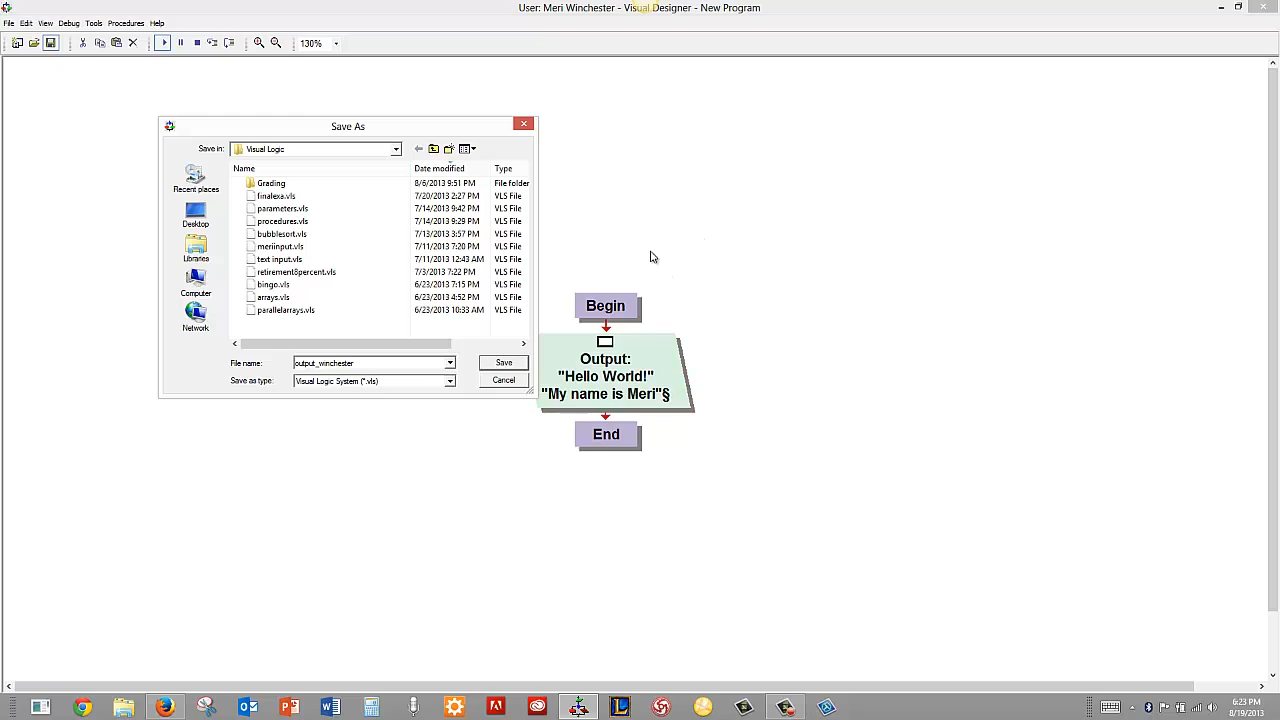 User: Meri Winchester - Visual Designer - New Program
File Edit View Debug Tools Procedures Help
130%
Save As
Save in: Visual Logic
Name Date modified Type
Grading 8/6/2013 9:51 PM File folder
finalexa.vls 7/20/2013 2:27 PM VLS File
parameters.vls 7/14/2013 9:42 PM VLS File
procedures.vls 7/14/2013 9:29 PM VLS File
bubblesort.vls 7/13/2013 3:57 PM VLS File
meriinput.vls 7/11/2013 7:20 PM VLS File
text input.vls 7/11/2013 12:43 AM VLS File
retirement8percent.vls 7/3/2013 7:22 PM VLS File
bingo.vls 6/23/2013 7:15 PM VLS File
arrays.vls 6/23/2013 4:52 PM VLS File
parallelarrays.vls 6/23/2013 10:33 AM VLS File
Recent places
Desktop
Libraries
Computer
Network
File name: output_winchester Save
Save as type: Visual Logic System (*.vls) Cancel
Begin
Output:
"Hello World!"
"My name is Meri"§
End
6:23 PM
8/19/2013